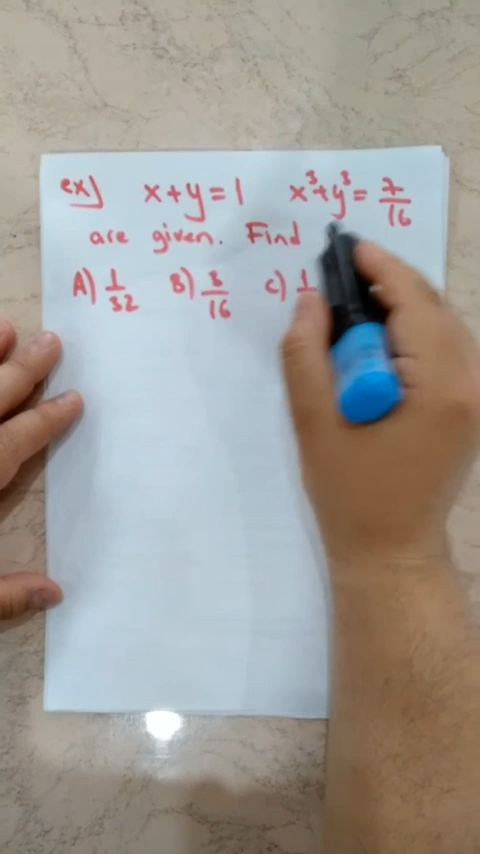 ex) x+y=1 x³+y³= 7/16
are given. Find
A) 1/32 B) 3/16 C) 1